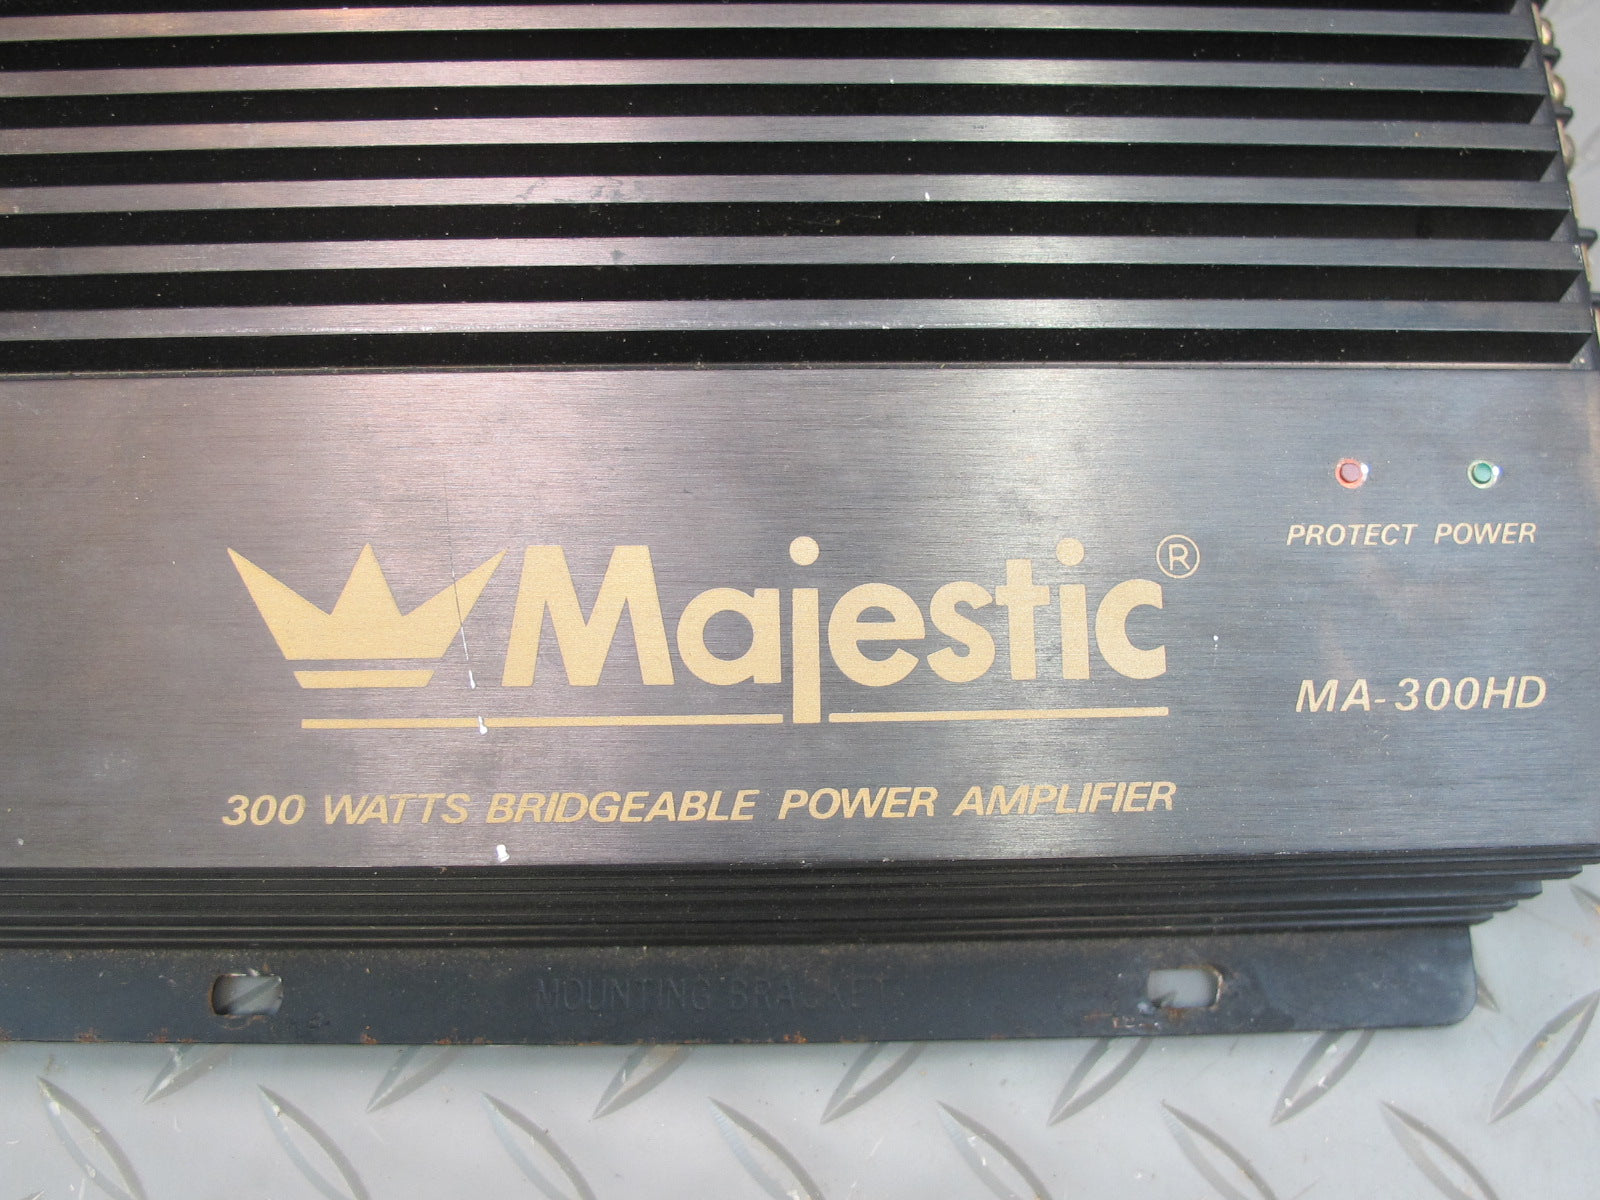 PROTECT POWER
Majestic®
MA-300HD
300 WATTS BRIDGEABLE POWER AMPLIFIER
MOUNTING BRACKET